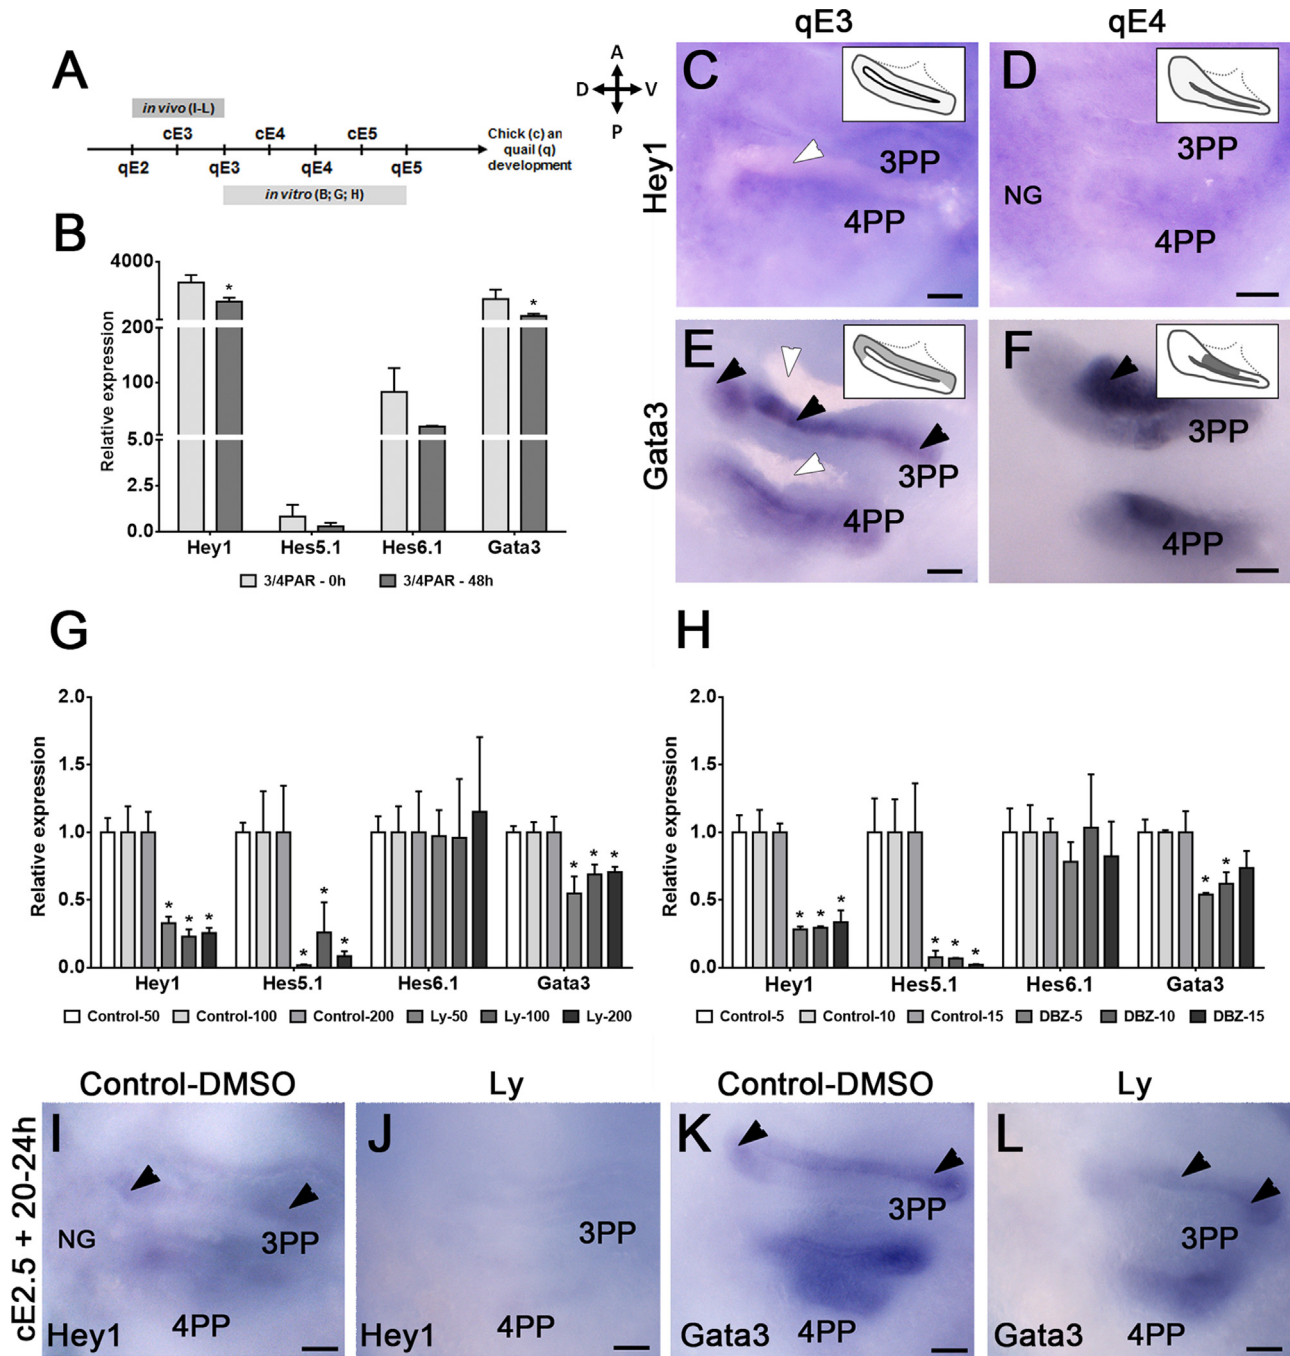 qE3 qE4
A
in vivo (I-L)
cE3 cE4 cE5
qE2 qE3 qE4 qE5
Chick (c) an
quail (q)
development
in vitro (B; G; H)
A
D V
P
B
Relative expression
4000
200
100
5.0
2.5
0.0
* *
Hey1 Hes5.1 Hes6.1 Gata3
3/4PAR - 0h 3/4PAR - 48h
Hey1
C
3PP
4PP
D
3PP
NG
4PP
Gata3
E
3PP
4PP
F
3PP
4PP
G
Relative expression
2.0
1.5
1.0
0.5
0.0
* * * * * * * * *
Hey1 Hes5.1 Hes6.1 Gata3
Control-50 Control-100 Control-200 Ly-50 Ly-100 Ly-200
H
Relative expression
2.0
1.5
1.0
0.5
0.0
* * * * * * * *
Hey1 Hes5.1 Hes6.1 Gata3
Control-5 Control-10 Control-15 DBZ-5 DBZ-10 DBZ-15
Control-DMSO Ly Control-DMSO Ly
cE2.5 + 20-24h
I
NG 3PP
4PP
Hey1
J
3PP
4PP
Hey1
K
3PP
4PP
Gata3
L
3PP
4PP
Gata3